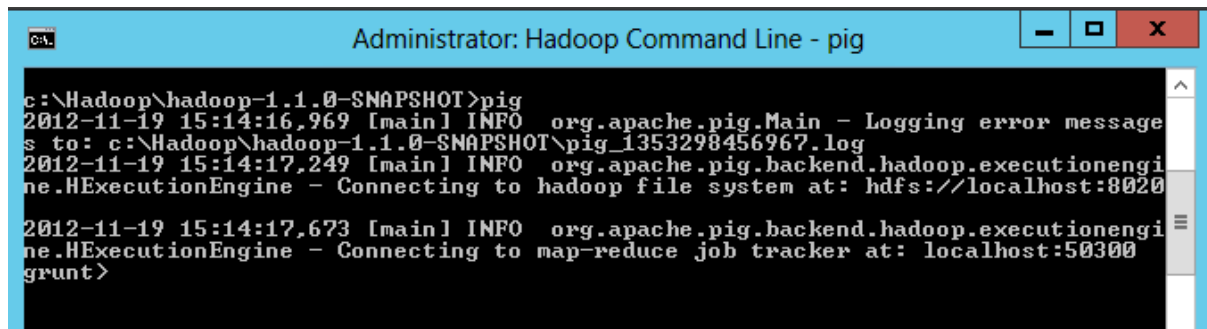 Administrator: Hadoop Command Line - pig
c:\Hadoop\hadoop-1.1.0-SNAPSHOT>pig
2012-11-19 15:14:16,969 [main] INFO  org.apache.pig.Main - Logging error message
s to: c:\Hadoop\hadoop-1.1.0-SNAPSHOT\pig_1353298456967.log
2012-11-19 15:14:17,249 [main] INFO  org.apache.pig.backend.hadoop.executionengi
ne.HExecutionEngine - Connecting to hadoop file system at: hdfs://localhost:8020
2012-11-19 15:14:17,673 [main] INFO  org.apache.pig.backend.hadoop.executionengi
ne.HExecutionEngine - Connecting to map-reduce job tracker at: localhost:50300
grunt>